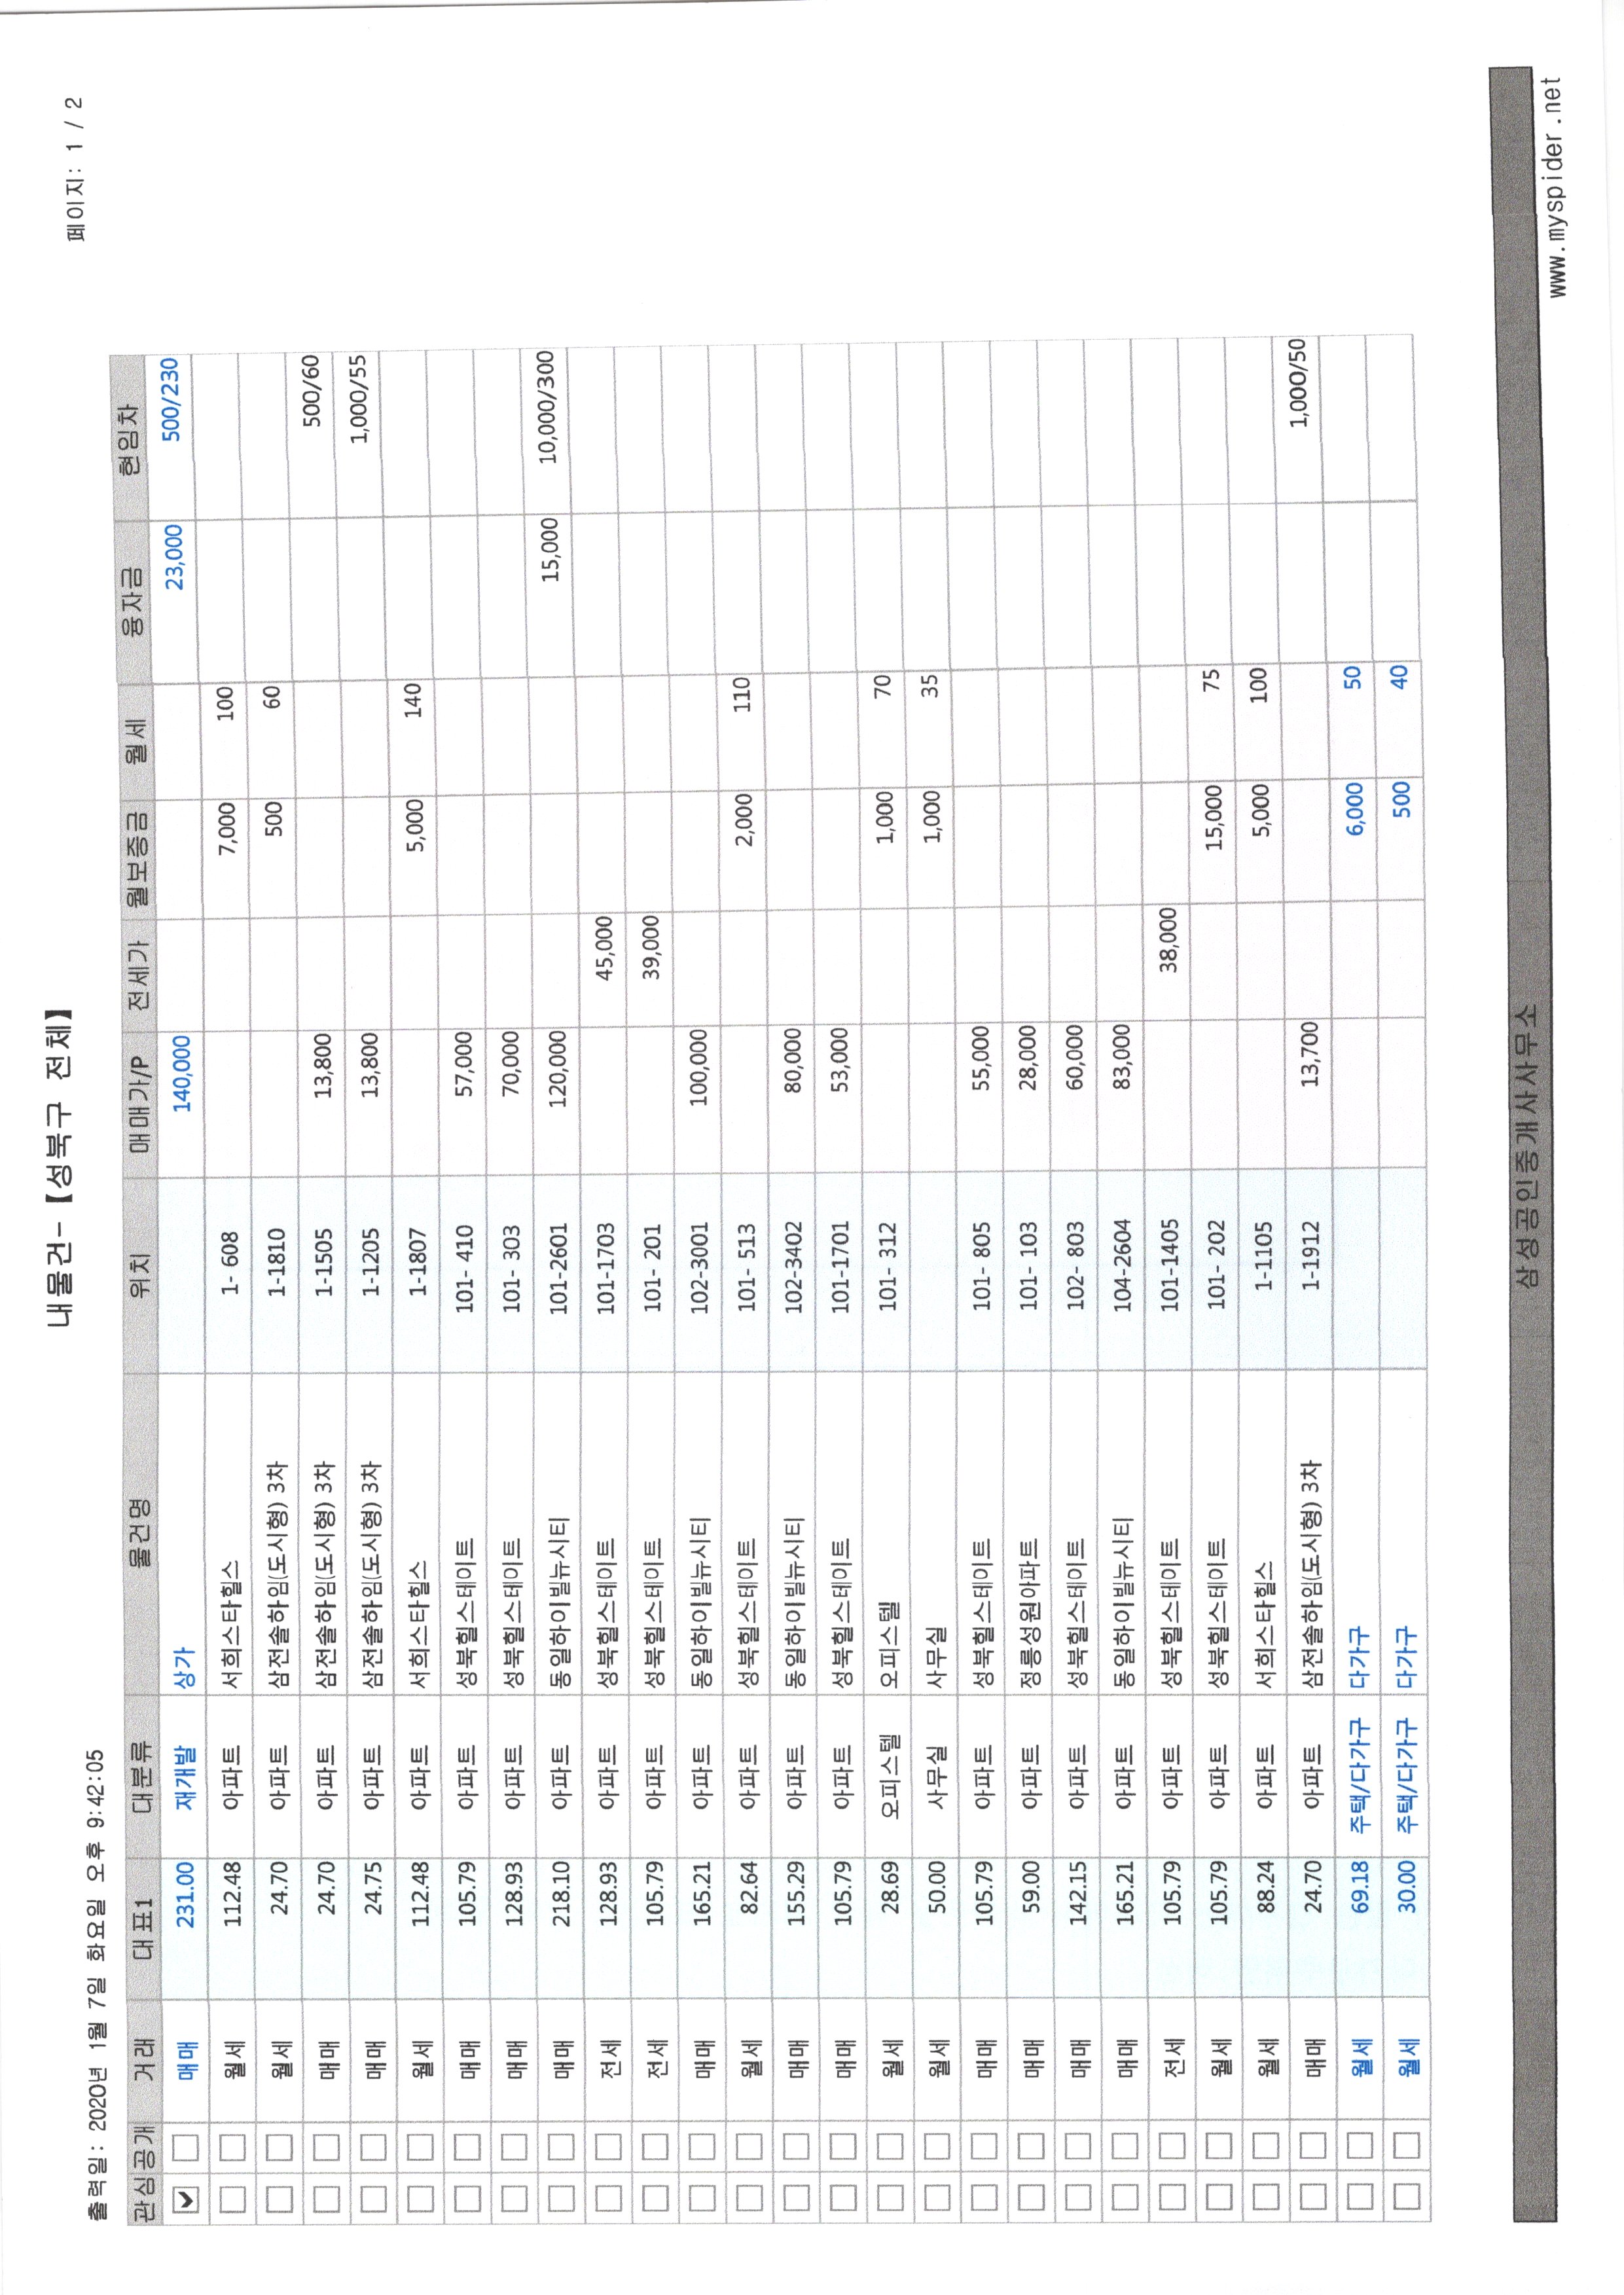 내물건-【성북구 전체】
페이지: 1 / 2
출력일: 2020년 1월 7일 화요일 오후 9:42:05
관심 공개 거래 대표1 대분류 물건명 위치 매매가/P 전세가 월보증금 월세 융자금 현임차
매매 231.00 재개발 상가 140,000 23,000 500/230
월세 112.48 아파트 서희스타힐스 1- 608 7,000 100
월세 24.70 아파트 삼전솔하임(도시형) 3차 1-1810 500 60
매매 24.70 아파트 삼전솔하임(도시형) 3차 1-1505 13,800 500/60
매매 24.75 아파트 삼전솔하임(도시형) 3차 1-1205 13,800 1,000/55
월세 112.48 아파트 서희스타힐스 1-1807 5,000 140
매매 105.79 아파트 성북힐스테이트 101- 410 57,000
매매 128.93 아파트 성북힐스테이트 101- 303 70,000
매매 218.10 아파트 동일하이빌뉴시티 101-2601 120,000 15,000 10,000/300
전세 128.93 아파트 성북힐스테이트 101-1703 45,000
전세 105.79 아파트 성북힐스테이트 101- 201 39,000
매매 165.21 아파트 동일하이빌뉴시티 102-3001 100,000
월세 82.64 아파트 성북힐스테이트 101- 513 2,000 110
매매 155.29 아파트 동일하이빌뉴시티 102-3402 80,000
매매 105.79 아파트 성북힐스테이트 101-1701 53,000
월세 28.69 오피스텔 오피스텔 101- 312 1,000 70
월세 50.00 사무실 사무실 1,000 35
매매 105.79 아파트 성북힐스테이트 101- 805 55,000
매매 59.00 아파트 정릉성원아파트 101- 103 28,000
매매 142.15 아파트 성북힐스테이트 102- 803 60,000
매매 165.21 아파트 동일하이빌뉴시티 104-2604 83,000
전세 105.79 아파트 성북힐스테이트 101-1405 38,000
월세 105.79 아파트 성북힐스테이트 101- 202 15,000 75
월세 88.24 아파트 서희스타힐스 1-1105 5,000 100
매매 24.70 아파트 삼전솔하임(도시형) 3차 1-1912 13,700 1,000/50
월세 69.18 주택/다가구 다가구 6,000 50
월세 30.00 주택/다가구 다가구 500 40
삼성공인중개사사무소
www.myspider.net